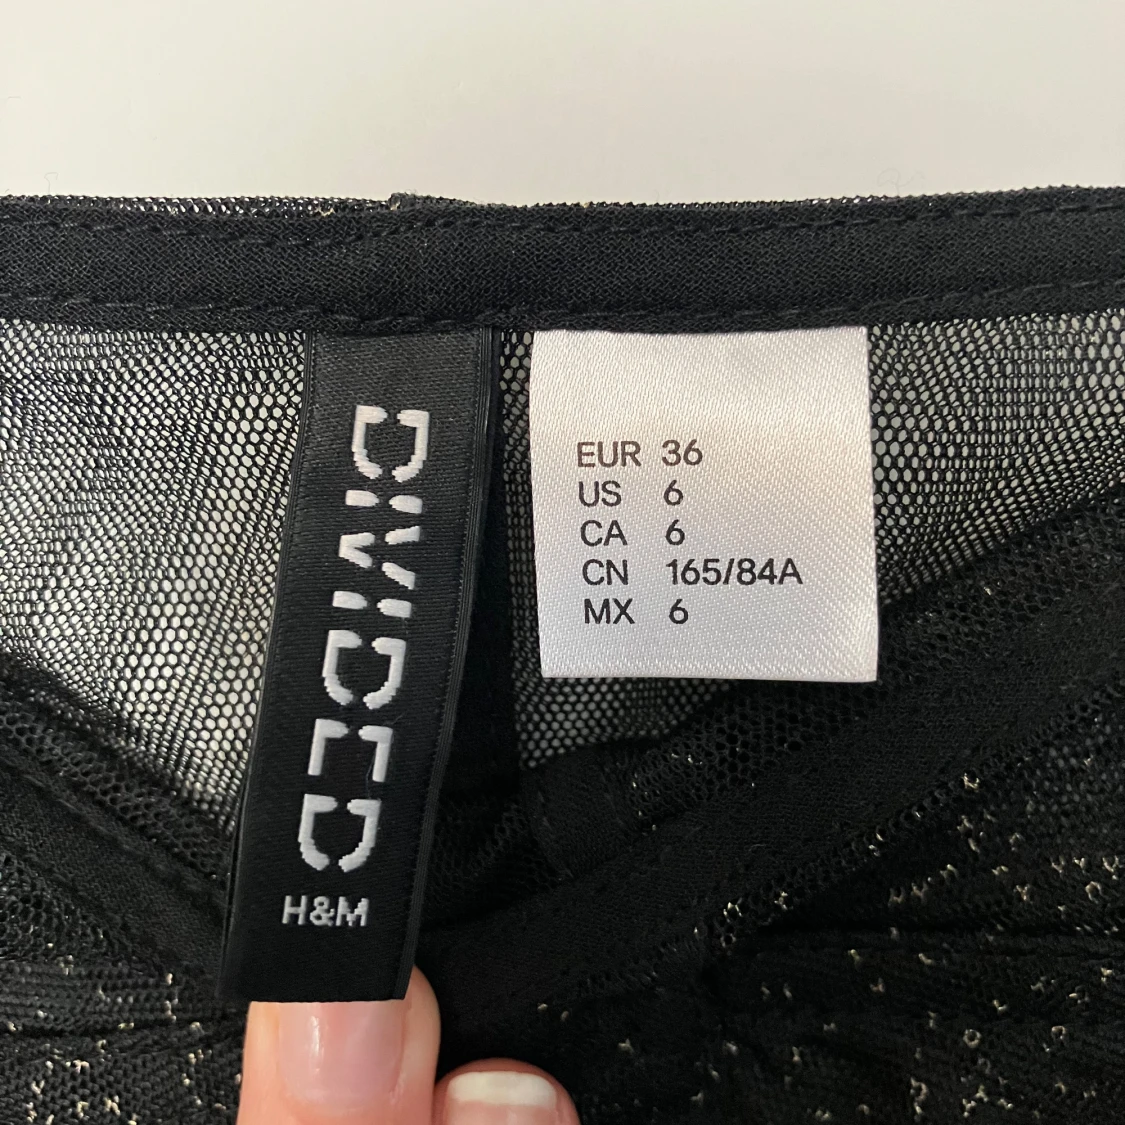 DIVIDED
H&M
EUR 36
US 6
CA 6
CN 165/84A
MX 6